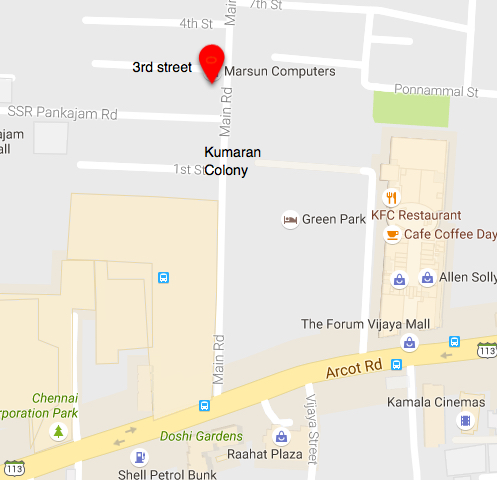 Main
7th St
4th St
3rd street
Marsun Computers
Ponnammal St
Main Rd
SSR Pankajam Rd
ajam
all
Kumaran
Colony
1st St
Green Park
KFC Restaurant
Cafe Coffee Day
Allen Solly
The Forum Vijaya Mall
Main Rd
113
Arcot Rd
Chennai
orporation Park
Kamala Cinemas
Vijaya Street
Doshi Gardens
Raahat Plaza
113
Shell Petrol Bunk